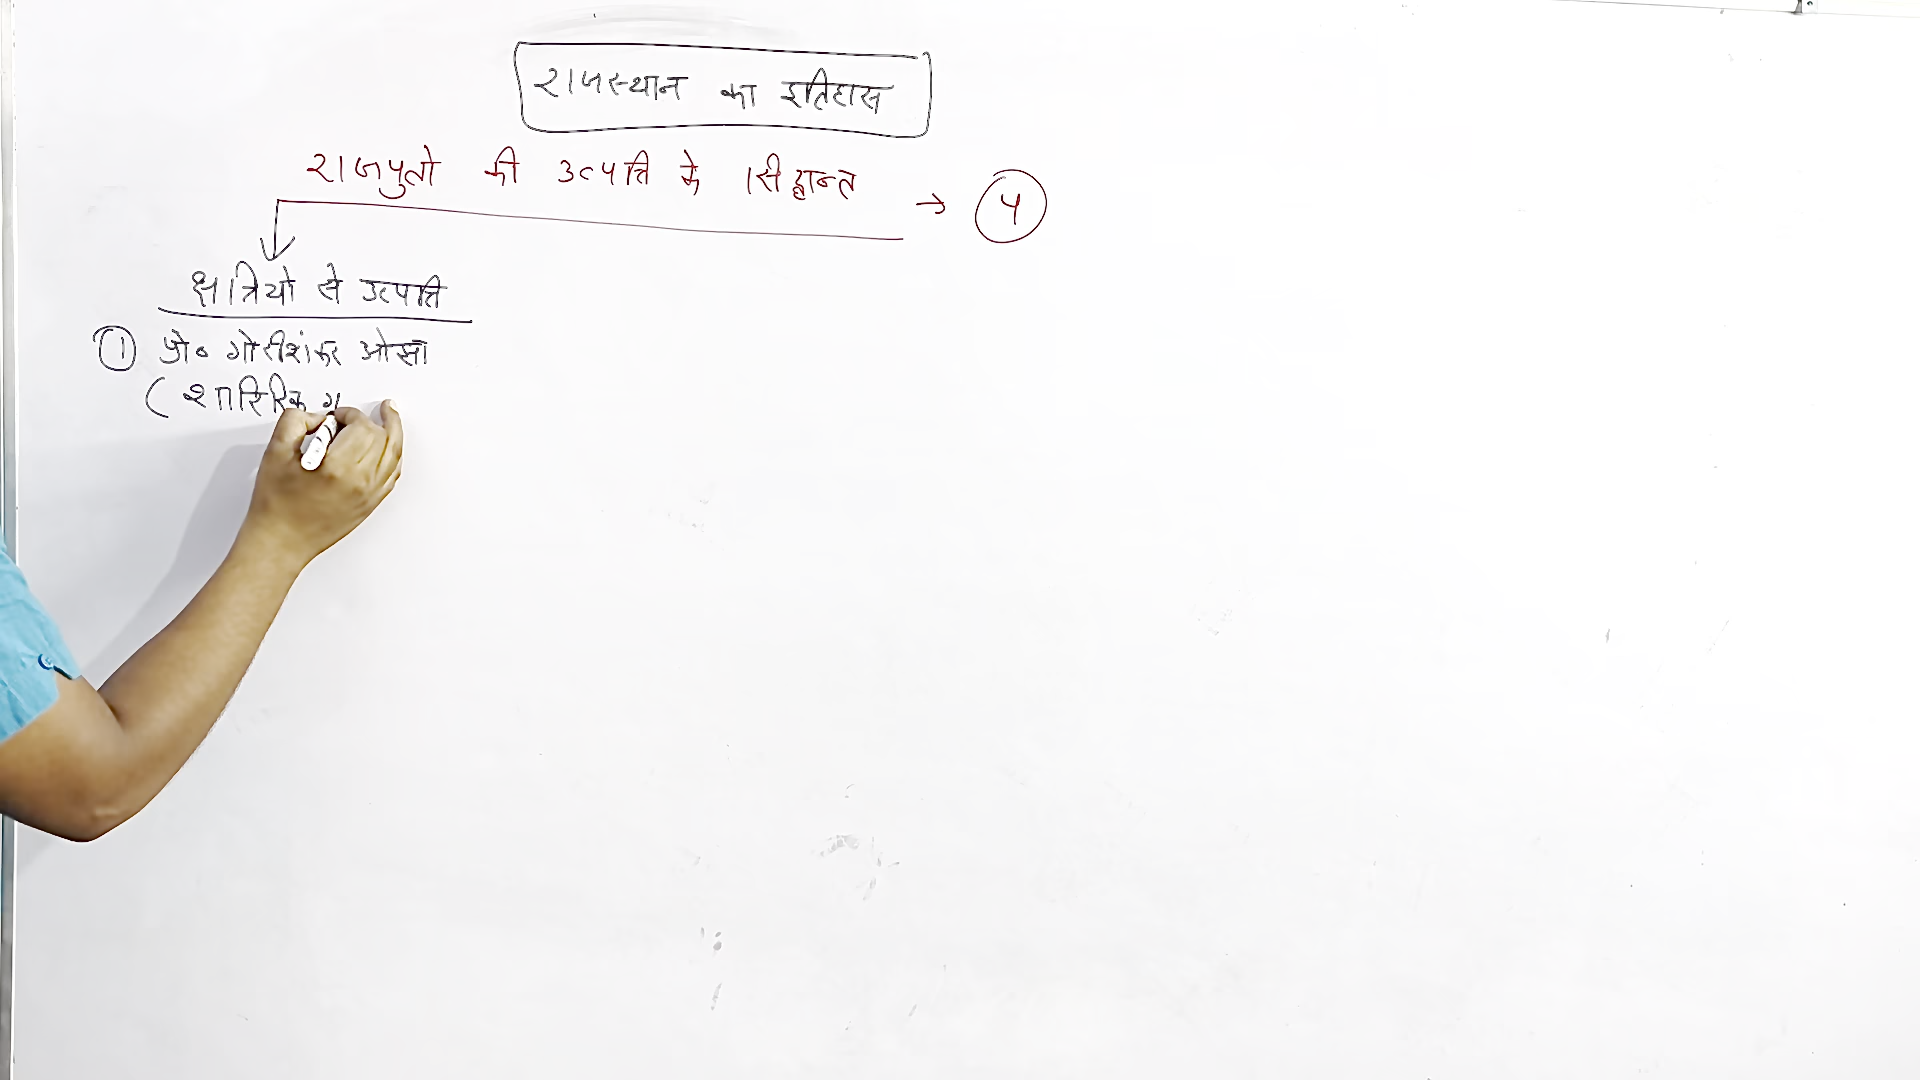 राजस्थान का इतिहास
राजपुतो की उत्पत्ति के सिद्धान्त → 4
क्षत्रियो से उत्पत्ति
① प्रो० गोरीशंकर ओझा
(शारिरिक ग